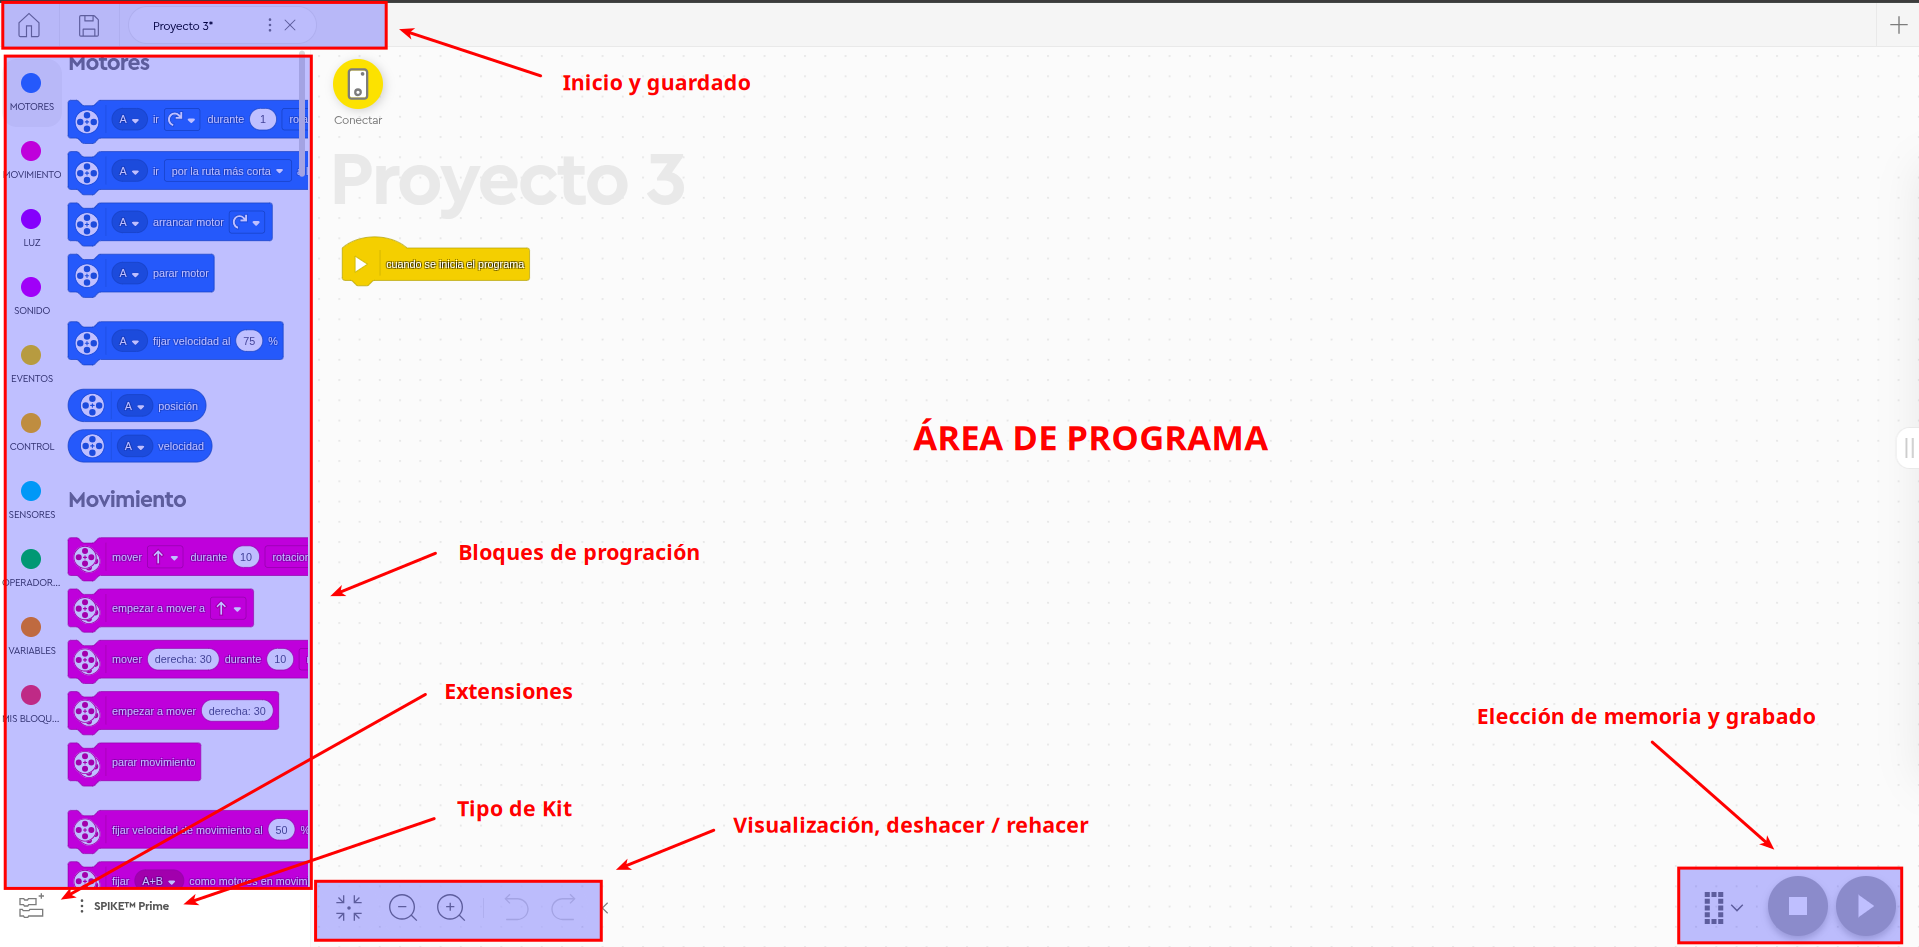 Proyecto 3*
Inicio y guardado
Conectar
Proyecto 3
cuando se inicia el programa
MOTORES
MOVIMIENTO
LUZ
SONIDO
EVENTOS
CONTROL
SENSORES
OPERADOR...
VARIABLES
MIS BLOQU...
Motores
A ir durante 1
A ir por la ruta más corta
A arrancar motor
A parar motor
A fijar velocidad al 75 %
A posición
A velocidad
Movimiento
mover durante 10
empezar a mover a
mover derecha: 30 durante 10
empezar a mover derecha: 30
parar movimiento
fijar velocidad de movimiento al 50 %
fijar A+B como motores en
SPIKE™ Prime
ÁREA DE PROGRAMA
Bloques de progración
Extensiones
Tipo de Kit
Visualización, deshacer / rehacer
Elección de memoria y grabado